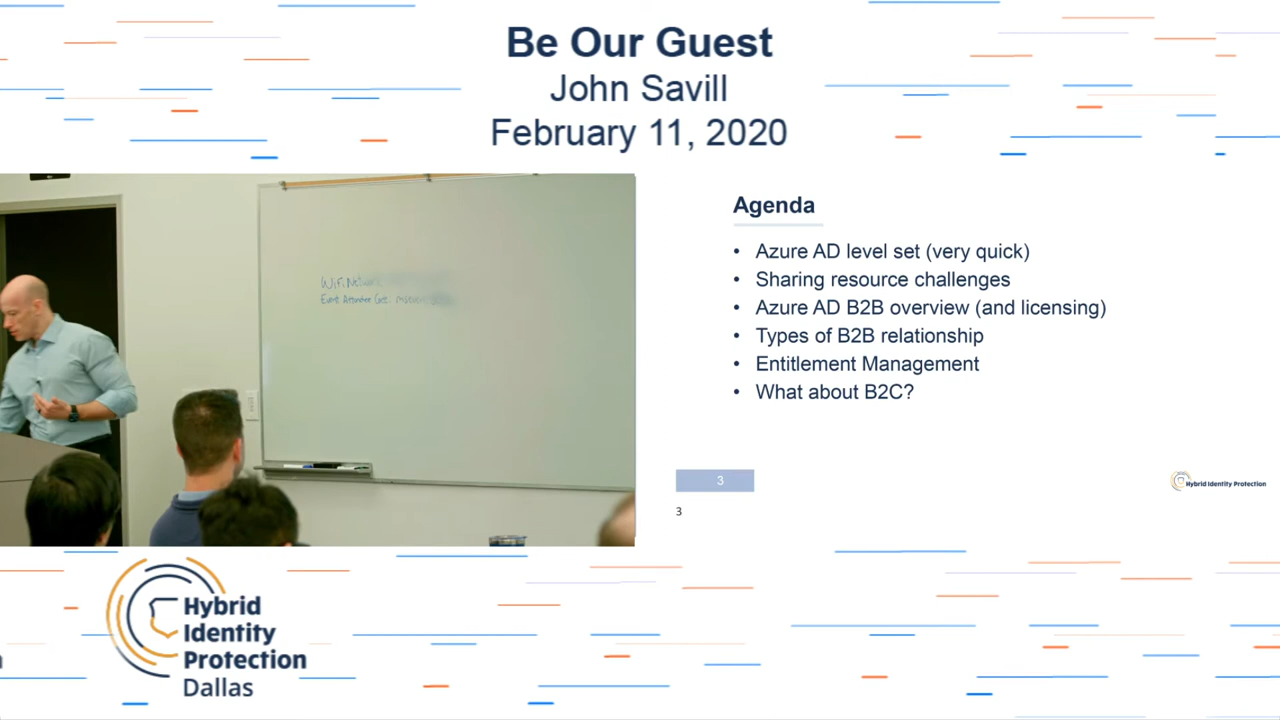 Be Our Guest
John Savill
February 11, 2020
WiFi Network
Agenda
• Azure AD level set (very quick)
• Sharing resource challenges
• Azure AD B2B overview (and licensing)
• Types of B2B relationship
• Entitlement Management
• What about B2C?
3
Hybrid Identity Protection
3
Hybrid
Identity
Protection
Dallas